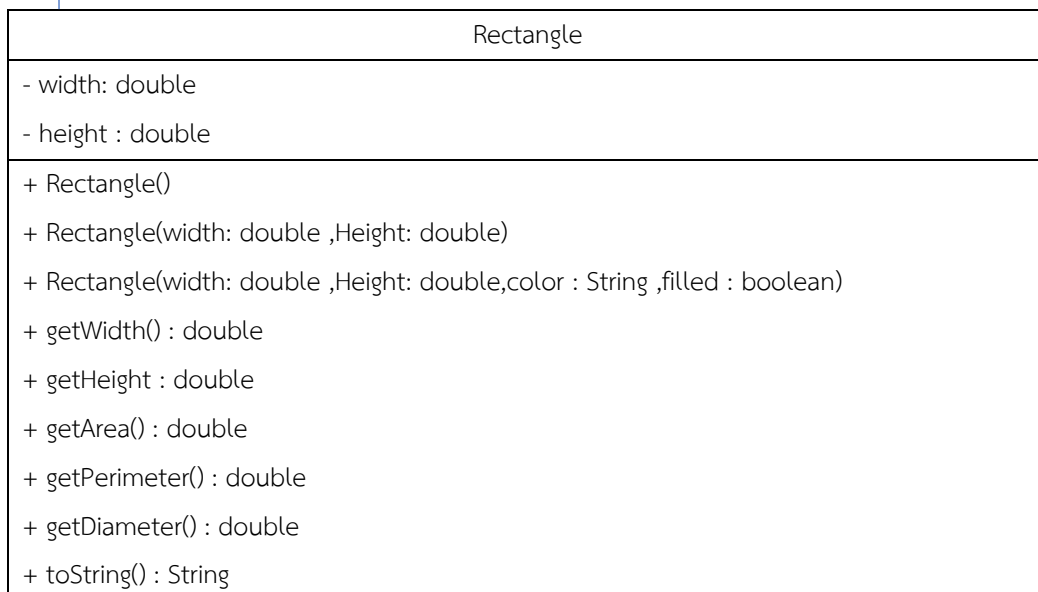 Rectangle
- width: double
- height : double
+ Rectangle()
+ Rectangle(width: double ,Height: double)
+ Rectangle(width: double ,Height: double,color : String ,filled : boolean)
+ getWidth() : double
+ getHeight : double
+ getArea() : double
+ getPerimeter() : double
+ getDiameter() : double
+ toString() : String